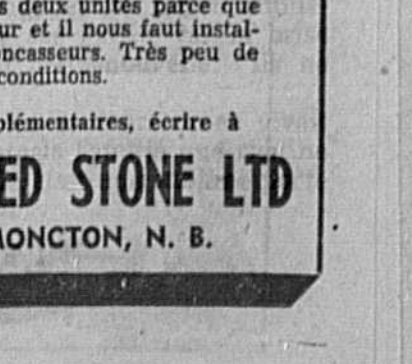 s deux unités parce que
ur et il nous faut instal-
oncasseurs. Très peu de
conditions.
plémentaires, écrire à
ED STONE LTD
MONCTON, N. B.